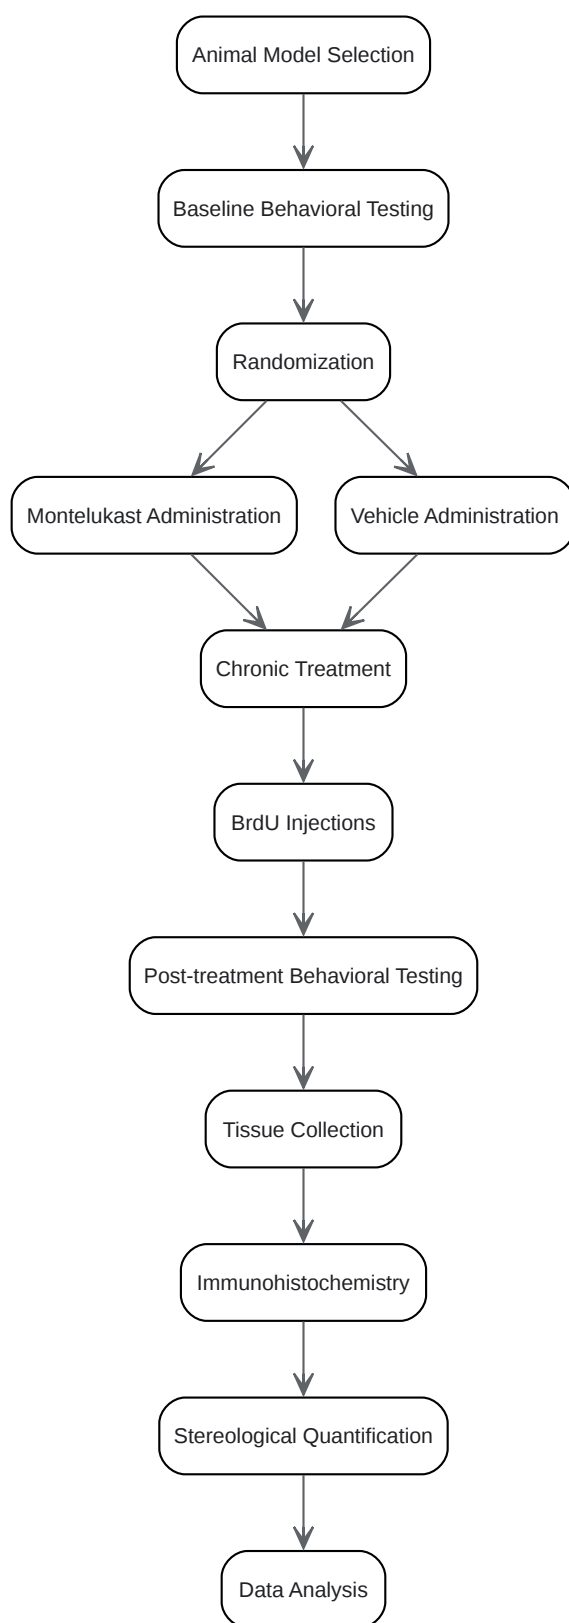 Animal Model Selection
Baseline Behavioral Testing
Randomization
Montelukast Administration
Vehicle Administration
Chronic Treatment
BrdU Injections
Post-treatment Behavioral Testing
Tissue Collection
Immunohistochemistry
Stereological Quantification
Data Analysis